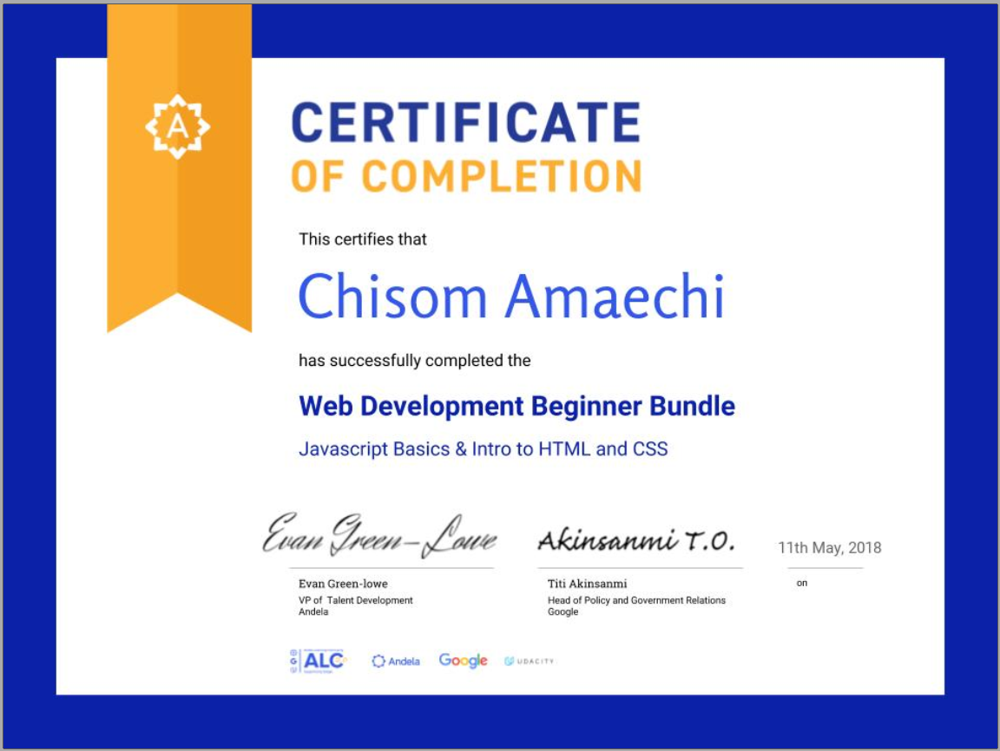 A
CERTIFICATE
OF COMPLETION
This certifies that
Chisom Amaechi
has successfully completed the
Web Development Beginner Bundle
Javascript Basics & Intro to HTML and CSS
Evan Green-Lowe
Akinsanmi T.O.
11th May, 2018
Evan Green-lowe
Titi Akinsanmi
on
VP of Talent Development
Head of Policy and Government Relations
Andela
Google
ALC
Andela
Google
UDACITY